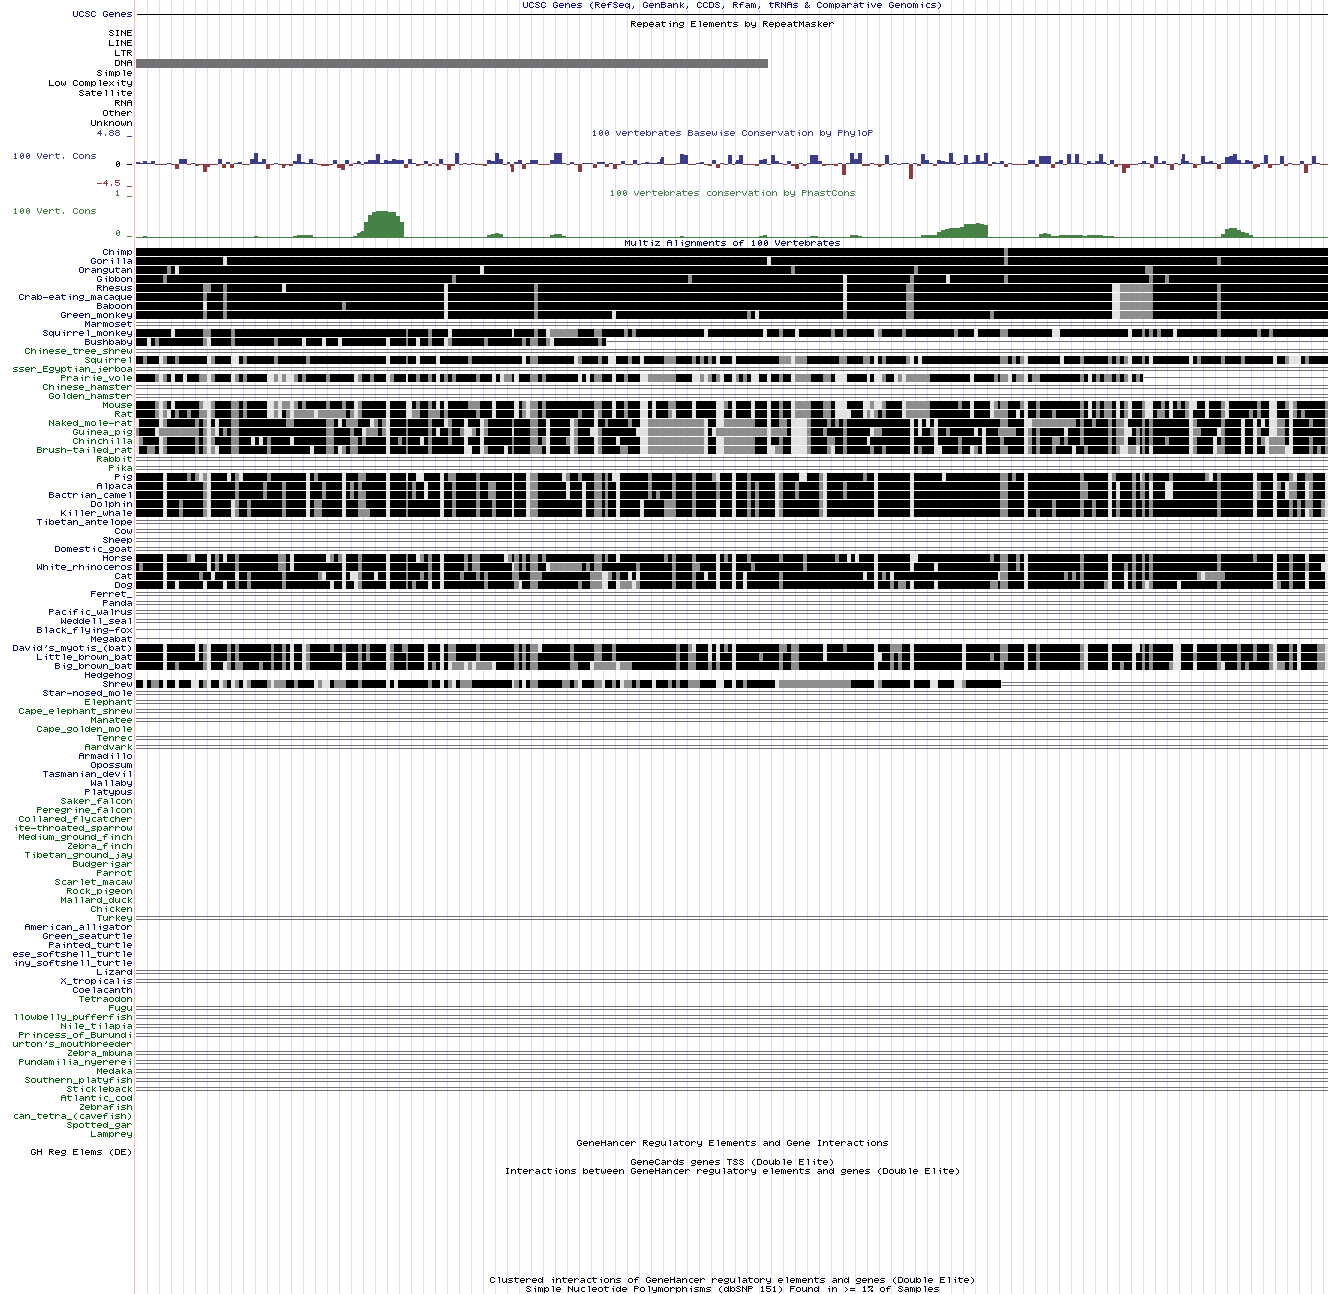 UCSC Genes (RefSeq, GenBank, CCDS, Rfam, tRNAs & Comparative Genomics)
UCSC Genes
Repeating Elements by RepeatMasker
SINE
LINE
LTR
DNA
Simple
Low Complexity
Satellite
RNA
Other
Unknown
4.88 _
100 vertebrates Basewise Conservation by PhyloP
100 Vert. Cons
0 _
-4.5 _
1 _
100 vertebrates conservation by PhastCons
100 Vert. Cons
0 _
Multiz Alignments of 100 Vertebrates
Chimp
Gorilla
Orangutan
Gibbon
Rhesus
Crab-eating_macaque
Baboon
Green_monkey
Marmoset
Squirrel_monkey
Bushbaby
Chinese_tree_shrew
Squirrel
sser_Egyptian_jerboa
Prairie_vole
Chinese_hamster
Golden_hamster
Mouse
Rat
Naked_mole-rat
Guinea_pig
Chinchilla
Brush-tailed_rat
Rabbit
Pika
Pig
Alpaca
Bactrian_camel
Dolphin
Killer_whale
Tibetan_antelope
Cow
Sheep
Domestic_goat
Horse
White_rhinoceros
Cat
Dog
Ferret_
Panda
Pacific_walrus
Weddell_seal
Black_flying-fox
Megabat
David's_myotis_(bat)
Little_brown_bat
Big_brown_bat
Hedgehog
Shrew
Star-nosed_mole
Elephant
Cape_elephant_shrew
Manatee
Cape_golden_mole
Tenrec
Aardvark
Armadillo
Opossum
Tasmanian_devil
Wallaby
Platypus
Saker_falcon
Peregrine_falcon
Collared_flycatcher
ite-throated_sparrow
Medium_ground_finch
Zebra_finch
Tibetan_ground_jay
Budgerigar
Parrot
Scarlet_macaw
Rock_pigeon
Mallard_duck
Chicken
Turkey
American_alligator
Green_seaturtle
Painted_turtle
ese_softshell_turtle
iny_softshell_turtle
Lizard
X_tropicalis
Coelacanth
Tetraodon
Fugu
llowbelly_pufferfish
Nile_tilapia
Princess_of_Burundi
urton's_mouthbreeder
Zebra_mbuna
Pundamilia_nyererei
Medaka
Southern_platyfish
Stickleback
Atlantic_cod
Zebrafish
can_tetra_(cavefish)
Spotted_gar
Lamprey
GeneHancer Regulatory Elements and Gene Interactions
GH Reg Elems (DE)
GeneCards genes TSS (Double Elite)
Interactions between GeneHancer regulatory elements and genes (Double Elite)
Clustered interactions of GeneHancer regulatory elements and genes (Double Elite)
Simple Nucleotide Polymorphisms (dbSNP 151) Found in >= 1% of Samples